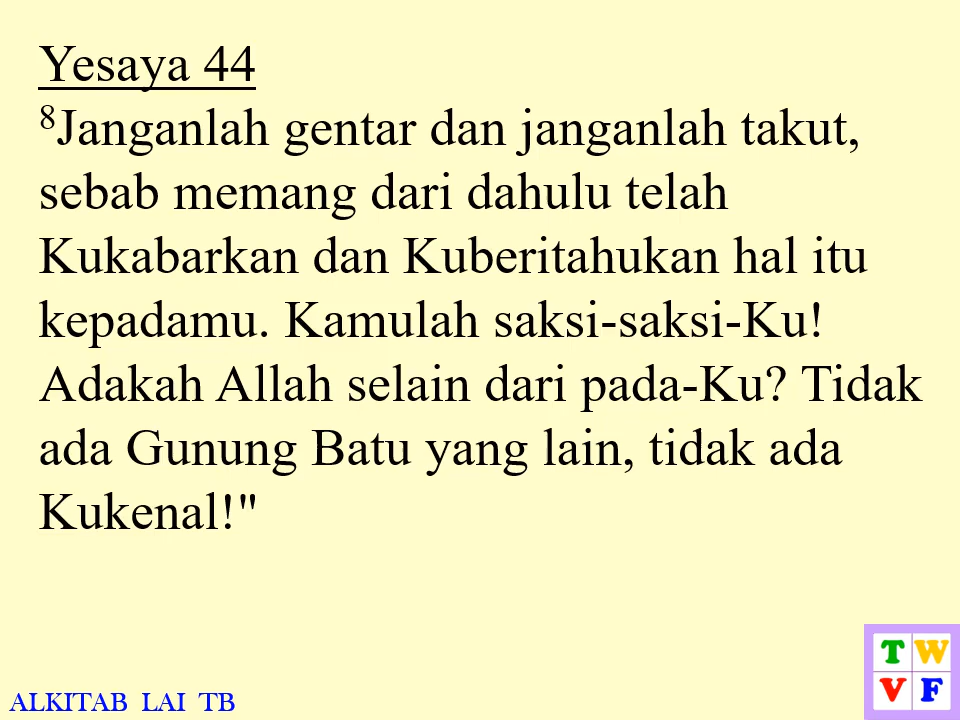 Yesaya 44
8Janganlah gentar dan janganlah takut,
sebab memang dari dahulu telah
Kukabarkan dan Kuberitahukan hal itu
kepadamu. Kamulah saksi-saksi-Ku!
Adakah Allah selain dari pada-Ku? Tidak
ada Gunung Batu yang lain, tidak ada
Kukenal!"
T W
V F
ALKITAB LAI TB